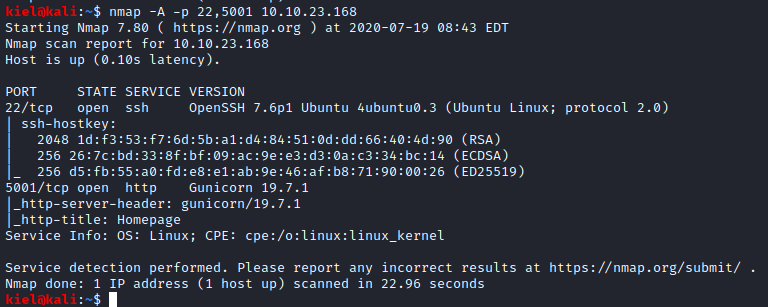 kiel@kali:~$ nmap -A -p 22,5001 10.10.23.168
Starting Nmap 7.80 ( https://nmap.org ) at 2020-07-19 08:43 EDT
Nmap scan report for 10.10.23.168
Host is up (0.10s latency).

PORT     STATE SERVICE VERSION
22/tcp   open  ssh     OpenSSH 7.6p1 Ubuntu 4ubuntu0.3 (Ubuntu Linux; protocol 2.0)
| ssh-hostkey:
|   2048 1d:f3:53:f7:6d:5b:a1:d4:84:51:0d:dd:66:40:4d:90 (RSA)
|   256 26:7c:bd:33:8f:bf:09:ac:9e:e3:d3:0a:c3:34:bc:14 (ECDSA)
|_  256 d5:fb:55:a0:fd:e8:e1:ab:9e:46:af:b8:71:90:00:26 (ED25519)
5001/tcp open  http    Gunicorn 19.7.1
|_http-server-header: gunicorn/19.7.1
|_http-title: Homepage
Service Info: OS: Linux; CPE: cpe:/o:linux:linux_kernel

Service detection performed. Please report any incorrect results at https://nmap.org/submit/ .
Nmap done: 1 IP address (1 host up) scanned in 22.96 seconds
kiel@kali:~$